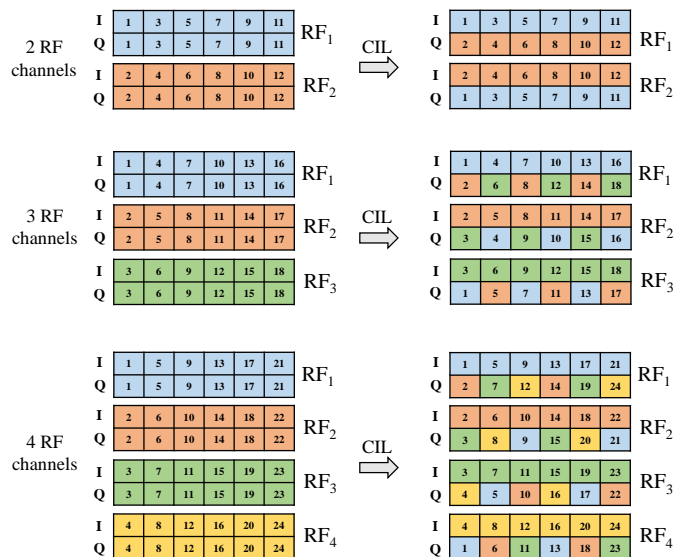 I 1 3 5 7 9 11 I 1 3 5 7 9 11
Q 1 3 5 7 9 11 RF1 Q 2 4 6 8 10 12 RF1
2 RF channels CIL
I 2 4 6 8 10 12 I 2 4 6 8 10 12
Q 2 4 6 8 10 12 RF2 Q 1 3 5 7 9 11 RF2
I 1 4 7 10 13 16 I 1 4 7 10 13 16
Q 1 4 7 10 13 16 RF1 Q 2 6 8 12 14 18 RF1
3 RF channels CIL
I 2 5 8 11 14 17 I 2 5 8 11 14 17
Q 2 5 8 11 14 17 RF2 Q 3 4 9 10 15 16 RF2
I 3 6 9 12 15 18 I 3 6 9 12 15 18
Q 3 6 9 12 15 18 RF3 Q 1 5 7 11 13 17 RF3
I 1 5 9 13 17 21 I 1 5 9 13 17 21
Q 1 5 9 13 17 21 RF1 Q 2 7 12 14 19 24 RF1
I 2 6 10 14 18 22 I 2 6 10 14 18 22
Q 2 6 10 14 18 22 RF2 Q 3 8 9 15 20 21 RF2
4 RF channels CIL
I 3 7 11 15 19 23 I 3 7 11 15 19 23
Q 3 7 11 15 19 23 RF3 Q 4 5 10 16 17 22 RF3
I 4 8 12 16 20 24 I 4 8 12 16 20 24
Q 4 8 12 16 20 24 RF4 Q 1 6 11 13 18 23 RF4